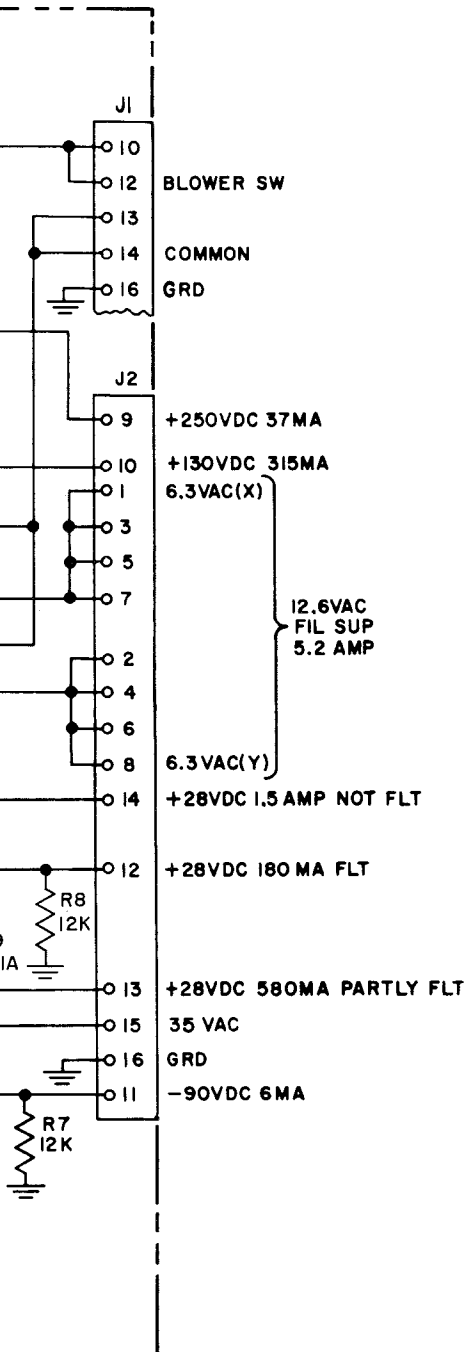 J1
10
12 BLOWER SW
13
14 COMMON
16 GRD
J2
9 +250VDC 37MA
10 +130VDC 315MA
1 6.3VAC(X)
3
5
7
12.6VAC
FIL SUP
5.2 AMP
2
4
6
8 6.3VAC(Y)
14 +28VDC 1.5 AMP NOT FLT
12 +28VDC 180 MA FLT
R8
12K
1A
13 +28VDC 580MA PARTLY FLT
15 35 VAC
16 GRD
11 -90VDC 6MA
R7
12K